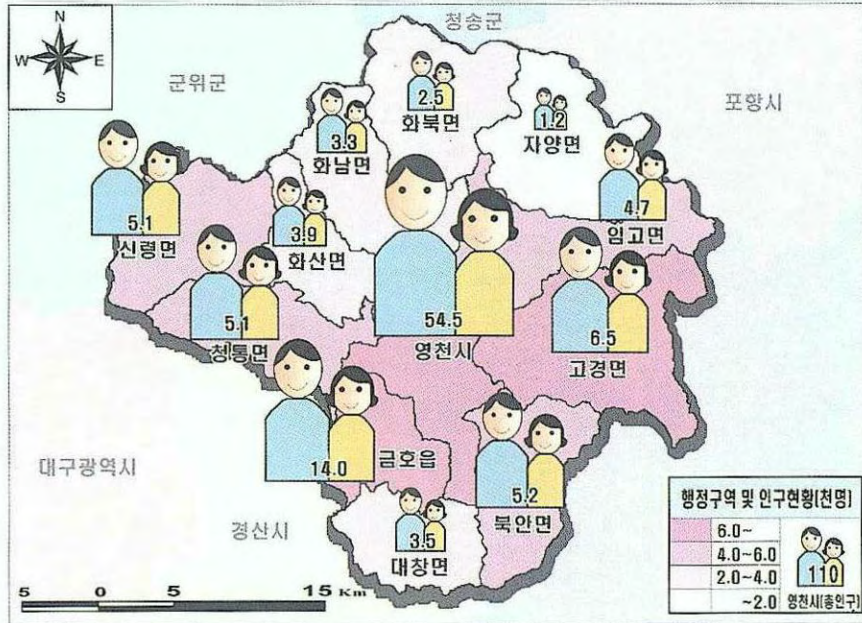 N
W E
S
청송군
군위군
포항시
2.5
화북면
1.2
자양면
3.3
화남면
4.7
임고면
5.1
신령면
3.9
화산면
5.1
청통면
54.5
영천시
6.5
고경면
14.0
금호읍
5.2
북안면
3.5
대창면
대구광역시
경산시
행정구역 및 인구현황(천명)
6.0~
4.0~6.0
2.0~4.0
~2.0
110
영천시(총인구)
5 0 5 15 Km